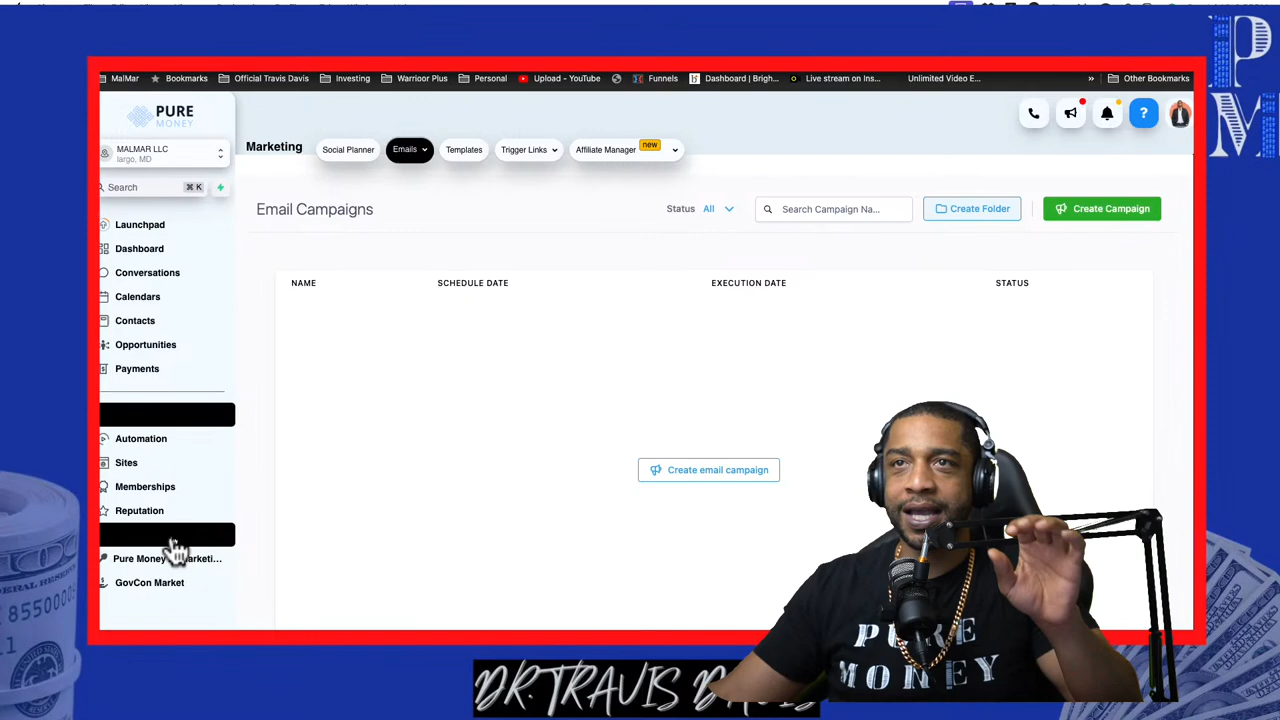 MalMar Bookmarks Official Travis Davis Investing Warrioor Plus Personal Upload - YouTube Funnels Dashboard | Brigh... Live stream on Ins... Unlimited Video E... » Other Bookmarks
PM
PURE
MONEY
MALMAR LLC
largo, MD
Search ⌘ K
Marketing Social Planner Emails Templates Trigger Links Affiliate Manager new
?
Email Campaigns Status All Search Campaign Na... Create Folder Create Campaign
NAME SCHEDULE DATE EXECUTION DATE STATUS
Launchpad
Dashboard
Conversations
Calendars
Contacts
Opportunities
Payments
Automation
Sites
Memberships
Reputation
Pure Money arketi...
GovCon Market
Create email campaign
PURE
MONEY
DR. TRAVIS
85500005